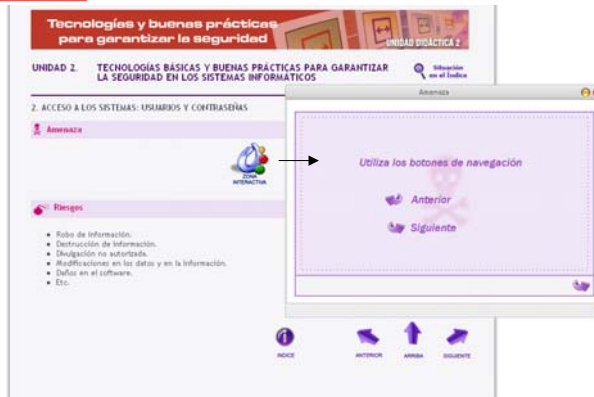 Tecnologías y buenas prácticas
para garantizar la seguridad
UNIDAD DIDÁCTICA 2
UNIDAD 2. TECNOLOGÍAS BÁSICAS Y BUENAS PRÁCTICAS PARA GARANTIZAR
LA SEGURIDAD EN LOS SISTEMAS INFORMÁTICOS
Situación
en el Índice
2. ACCESO A LOS SISTEMAS: USUARIOS Y CONTRASEÑAS
Amenaza
ZONA
INTERACTIVA
Riesgos
Robo de información.
Destrucción de información.
Divulgación no autorizada.
Modificaciones en los datos y en la información.
Daños en el software.
Etc.
Amenaza
Utiliza los botones de navegación
Anterior
Siguiente
INDICE
ANTERIOR
ARRIBA
SIGUIENTE